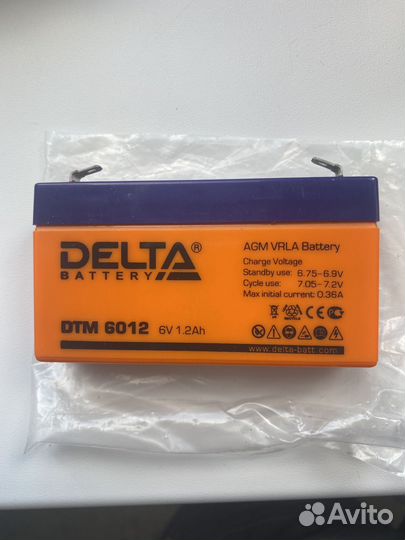 DELTA®
BATTERY
DTM 6012 6V 1.2Ah
AGM VRLA Battery
Charge Voltage
Standby use: 6.75-6.9V
Cycle use: 7.05-7.2V
Max initial current: 0.36A
www.delta-batt.com
Avito